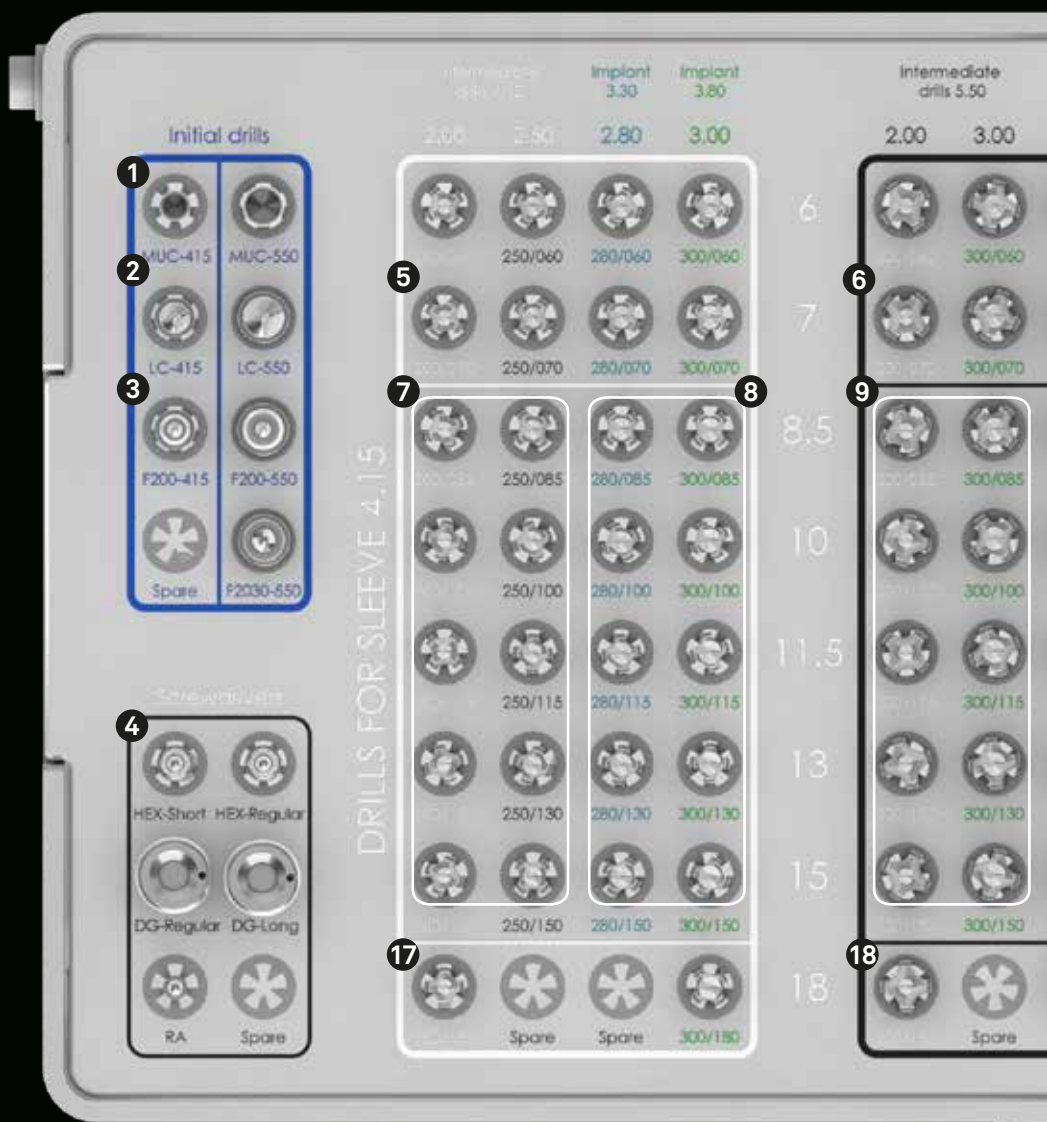 Initial drills
1
MUC-415 MUC-550
2
LC-415 LC-550
3
F200-415 F200-550
Spare F2030-550
Screwdrivers
4
HEX-Short HEX-Regular
DG-Regular DG-Long
RA Spare
DRILLS FOR SLEEVE 4.15
Intermediate
Implant Implant
3.30 3.80
2.00 2.50 2.80 3.00
6
250/060 280/060 300/060
5
7
250/070 280/070 300/070
7 8
8.5
250/085 280/085 300/085
10
250/100 280/100 300/100
11.5
250/115 280/115 300/115
13
250/130 280/130 300/130
15
250/150 280/150 300/150
17
18
Spare Spare 300/180
Intermediate
drills 5.50
2.00 3.00
300/060
6
300/070
9
300/085
300/100
300/115
300/130
300/150
18
Spare